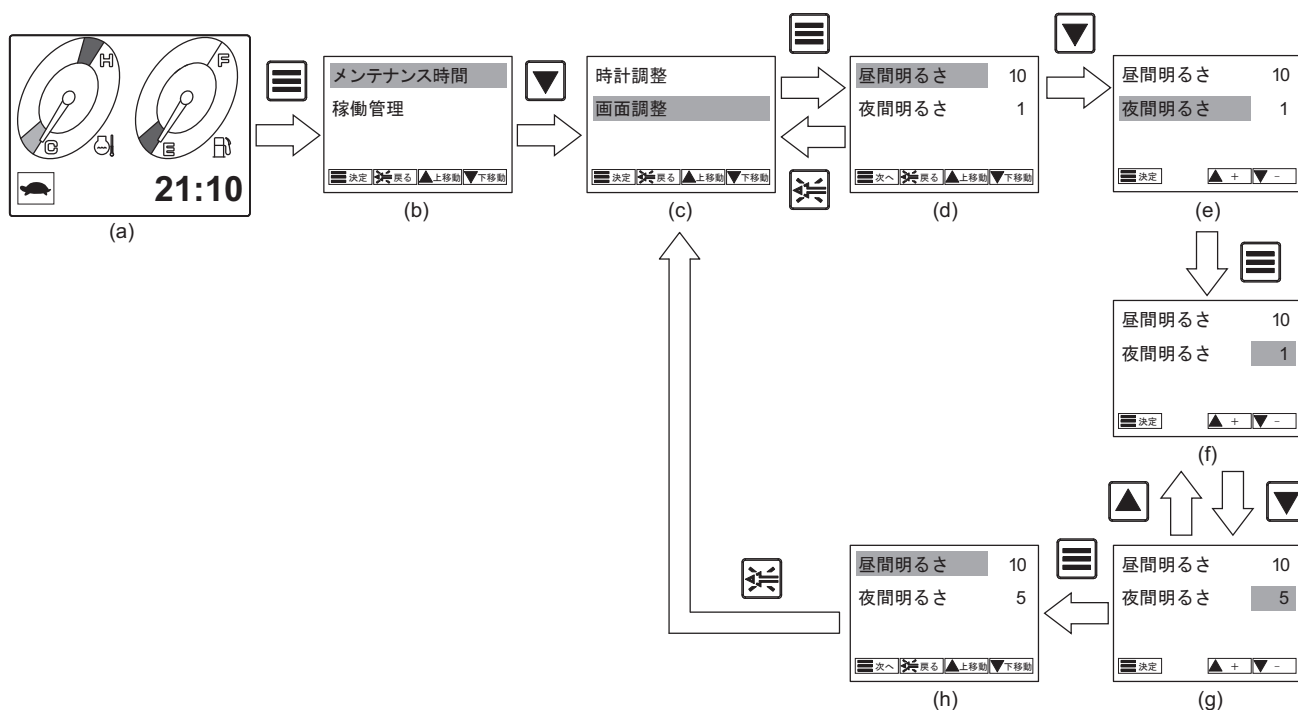 H
F
C
E
21:10
(a)
メンテナンス時間
稼働管理
決定 戻る 上移動 下移動
(b)
時計調整
画面調整
決定 戻る 上移動 下移動
(c)
昼間明るさ 10
夜間明るさ 1
次へ 戻る 上移動 下移動
(d)
昼間明るさ 10
夜間明るさ 1
決定 + -
(e)
昼間明るさ 10
夜間明るさ 1
決定 + -
(f)
昼間明るさ 10
夜間明るさ 5
次へ 戻る 上移動 下移動
(h)
昼間明るさ 10
夜間明るさ 5
決定 + -
(g)